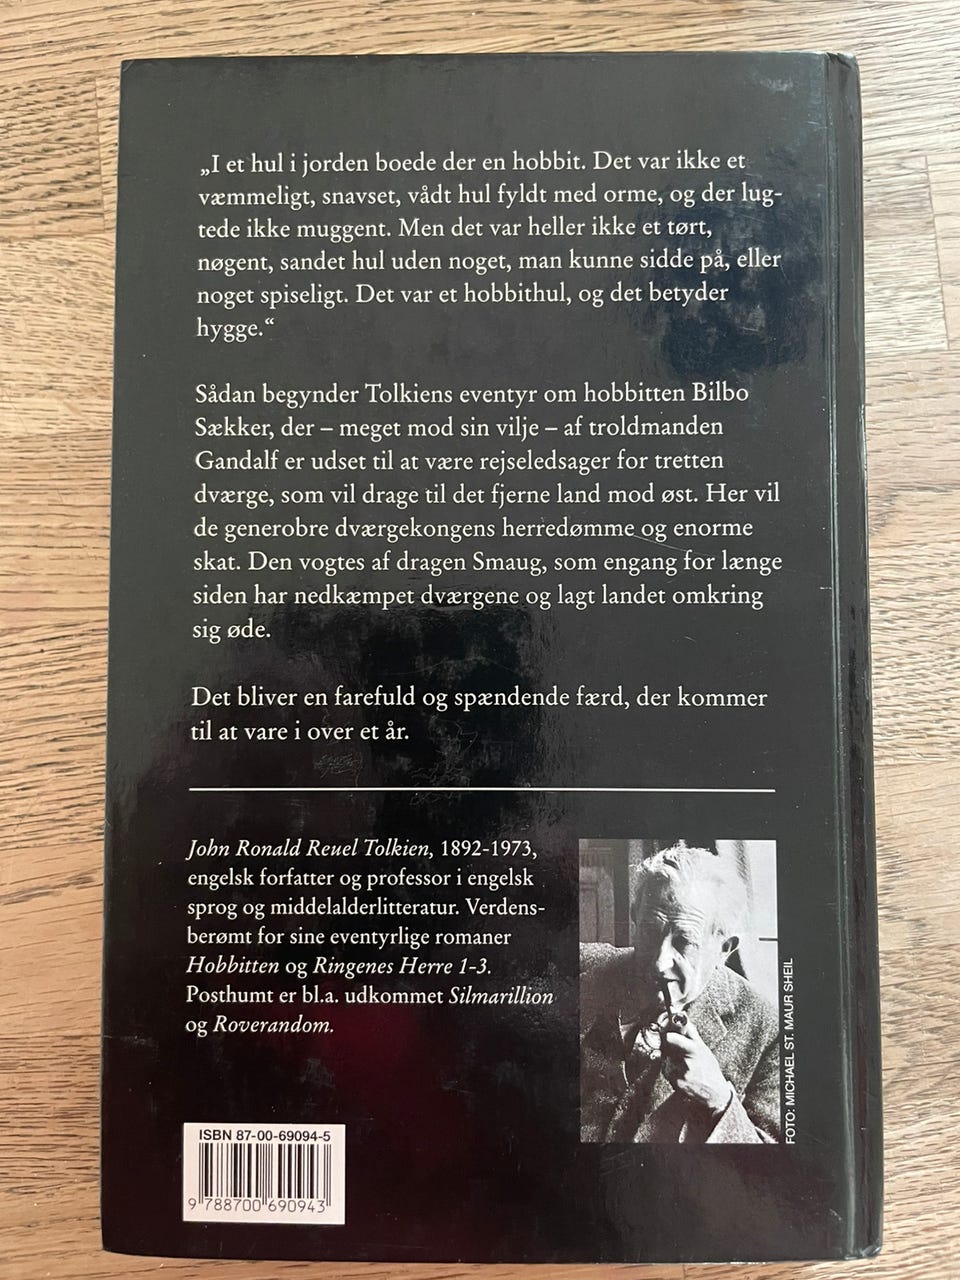 „I et hul i jorden boede der en hobbit. Det var ikke et
væmmeligt, snavset, vådt hul fyldt med orme, og der lug-
tede ikke muggent. Men det var heller ikke et tørt,
nøgent, sandet hul uden noget, man kunne sidde på, eller
noget spiseligt. Det var et hobbithul, og det betyder
hygge.“
Sådan begynder Tolkiens eventyr om hobbitten Bilbo
Sækker, der – meget mod sin vilje – af troldmanden
Gandalf er udset til at være rejseledsager for tretten
dværge, som vil drage til det fjerne land mod øst. Her vil
de generobre dværgekongens herredømme og enorme
skat. Den vogtes af dragen Smaug, som engang for længe
siden har nedkæmpet dværgene og lagt landet omkring
sig øde.
Det bliver en farefuld og spændende færd, der kommer
til at vare i over et år.
John Ronald Reuel Tolkien, 1892-1973,
engelsk forfatter og professor i engelsk
sprog og middelalderlitteratur. Verdens-
berømt for sine eventyrlige romaner
Hobbitten og Ringenes Herre 1-3.
Posthumt er bl.a. udkommet Silmarillion
og Roverandom.
FOTO: MICHAEL ST. MAUR SHEIL
ISBN 87-00-69094-5
9 788700 690943